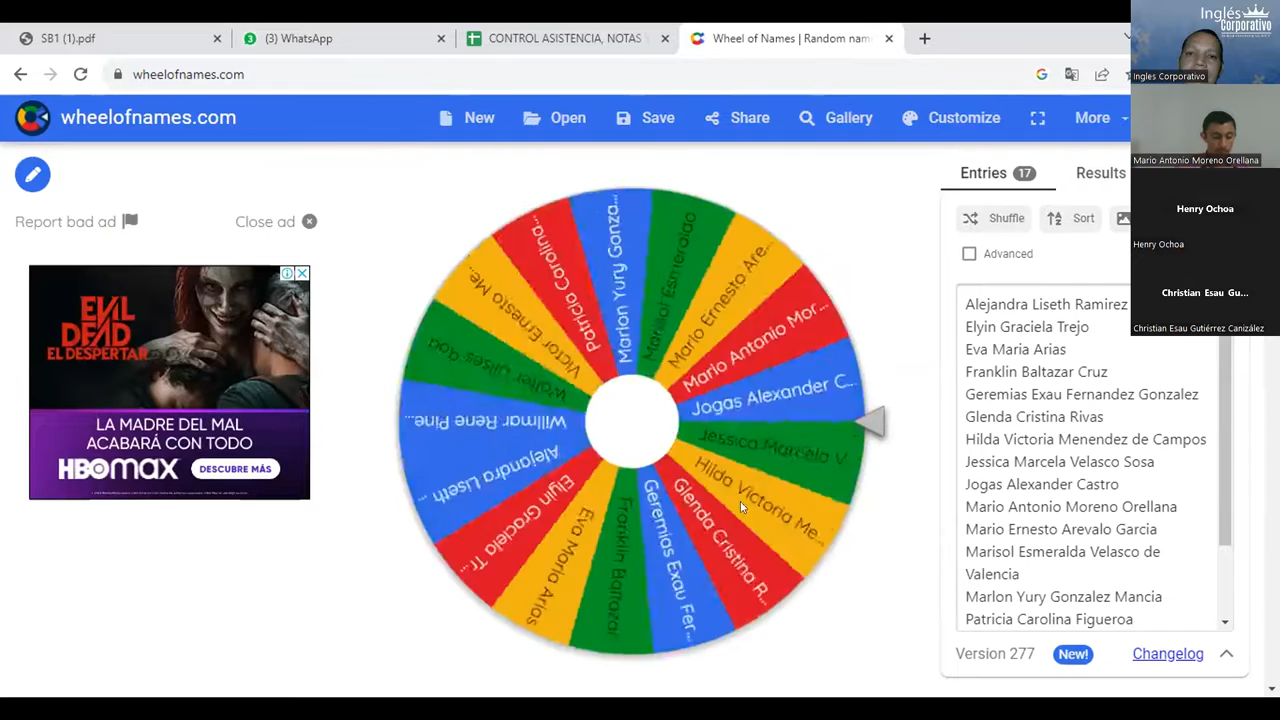 SB1 (1).pdf
(3) WhatsApp
CONTROL ASISTENCIA, NOTAS
Wheel of Names | Random nam
wheelofnames.com
wheelofnames.com
New
Open
Save
Share
Gallery
Customize
More
Report bad ad
Close ad
EVIL
DEAD
EL DESPERTAR
LA MADRE DEL MAL
ACABARÁ CON TODO
HBOMAX
DESCUBRE MÁS
Marlon Yury Gonza...
Marisol Esmeralda
Mario Ernesto Are...
Mario Antonio Mor...
Jogas Alexander C...
Jessica Marcela V
Hilda Victoria Me...
Glenda Cristina R...
Geremias Exau Fer...
Franklin Baltazar
Eva Maria Arias
Elyin Graciela Tr...
Alejandra Liseth ...
Willmar Rene Pine...
Walter Ulises Rod
Victor Ernesto Me...
Patricia Carolina...
Entries 17
Results
Shuffle
Sort
Advanced
Alejandra Liseth Ramirez
Elyin Graciela Trejo
Eva Maria Arias
Franklin Baltazar Cruz
Geremias Exau Fernandez Gonzalez
Glenda Cristina Rivas
Hilda Victoria Menendez de Campos
Jessica Marcela Velasco Sosa
Jogas Alexander Castro
Mario Antonio Moreno Orellana
Mario Ernesto Arevalo Garcia
Marisol Esmeralda Velasco de
Valencia
Marlon Yury Gonzalez Mancia
Patricia Carolina Figueroa
Version 277
New!
Changelog
Inglés
Corporativo
Ingles Corporativo
Mario Antonio Moreno Orellana
Henry Ochoa
Henry Ochoa
Christian Esau Gu...
Christian Esau Gutiérrez Canizález